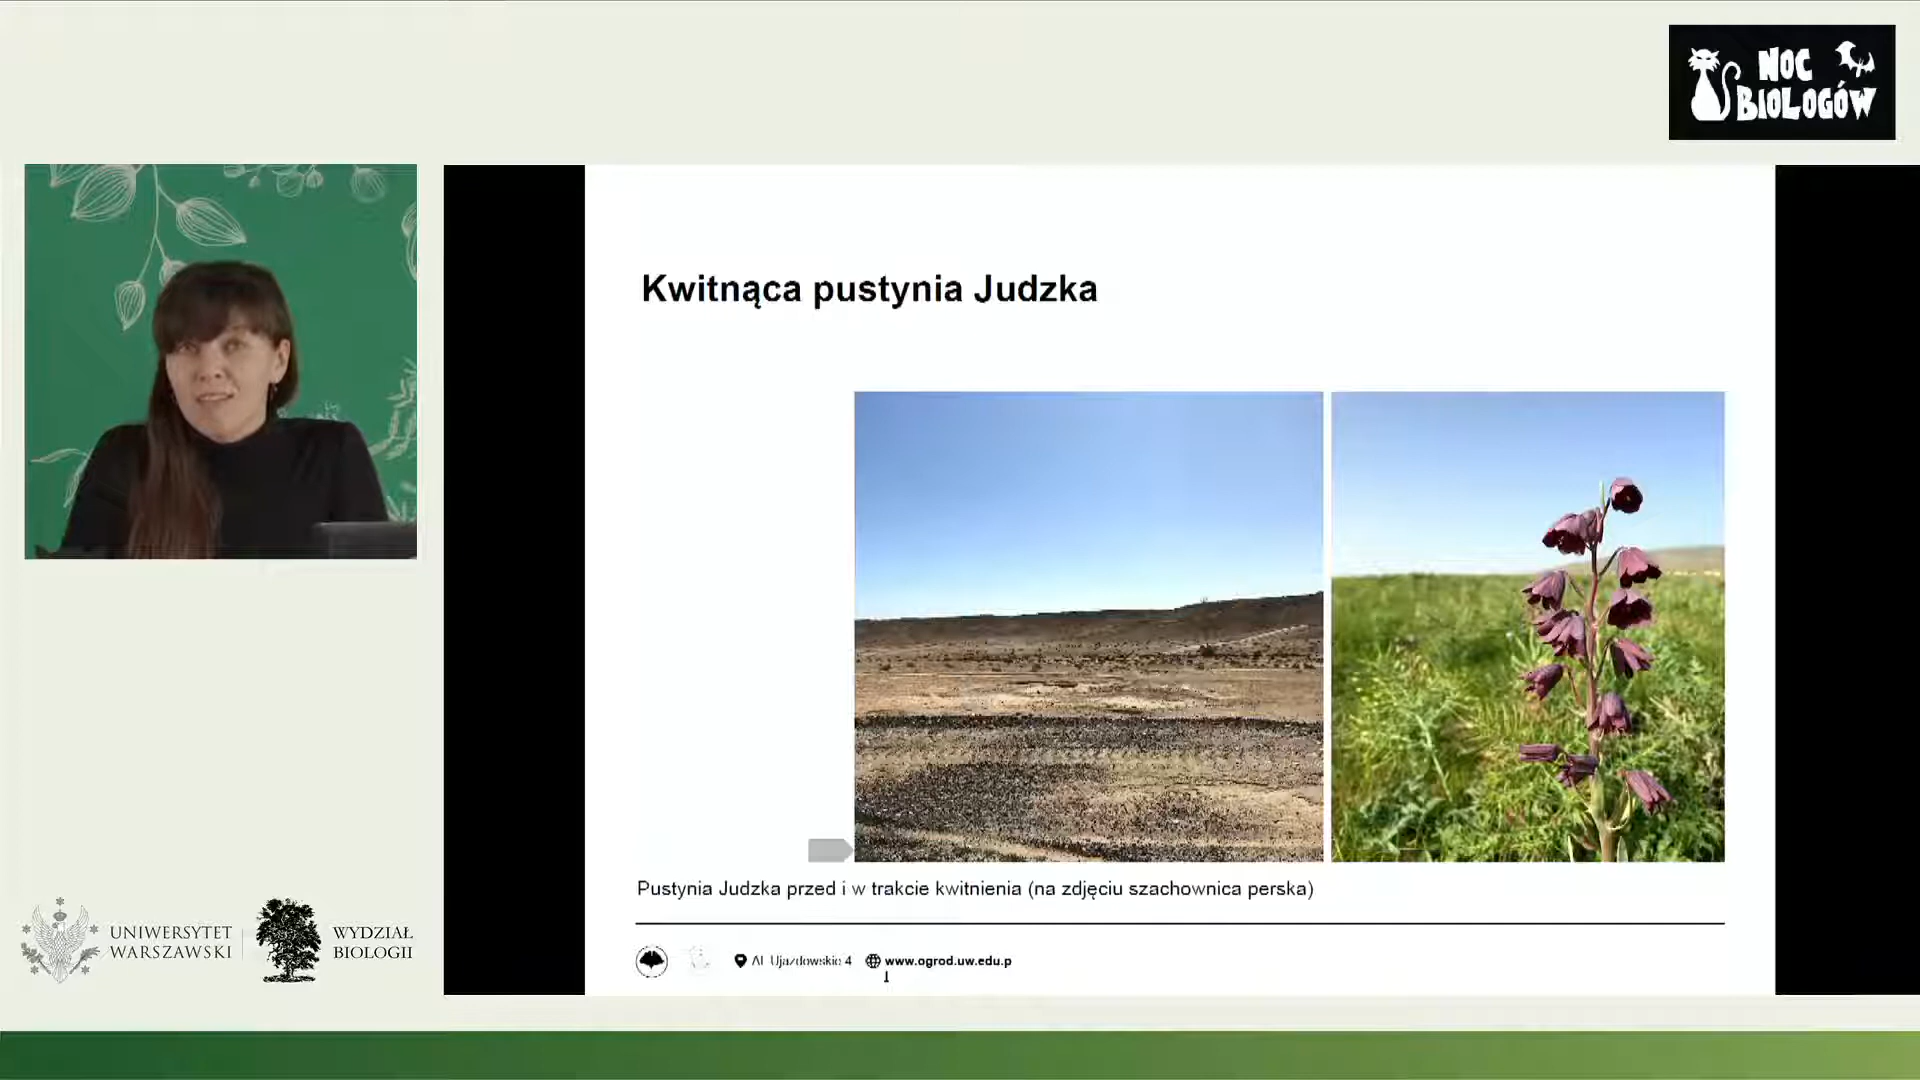 NOC
BIOLOGÓW
Kwitnąca pustynia Judzka
Pustynia Judzka przed i w trakcie kwitnienia (na zdjęciu szachownica perska)
Al. Ujazdowskie 4
www.ogrod.uw.edu.p
l
UNIWERSYTET
WARSZAWSKI
WYDZIAŁ
BIOLOGII